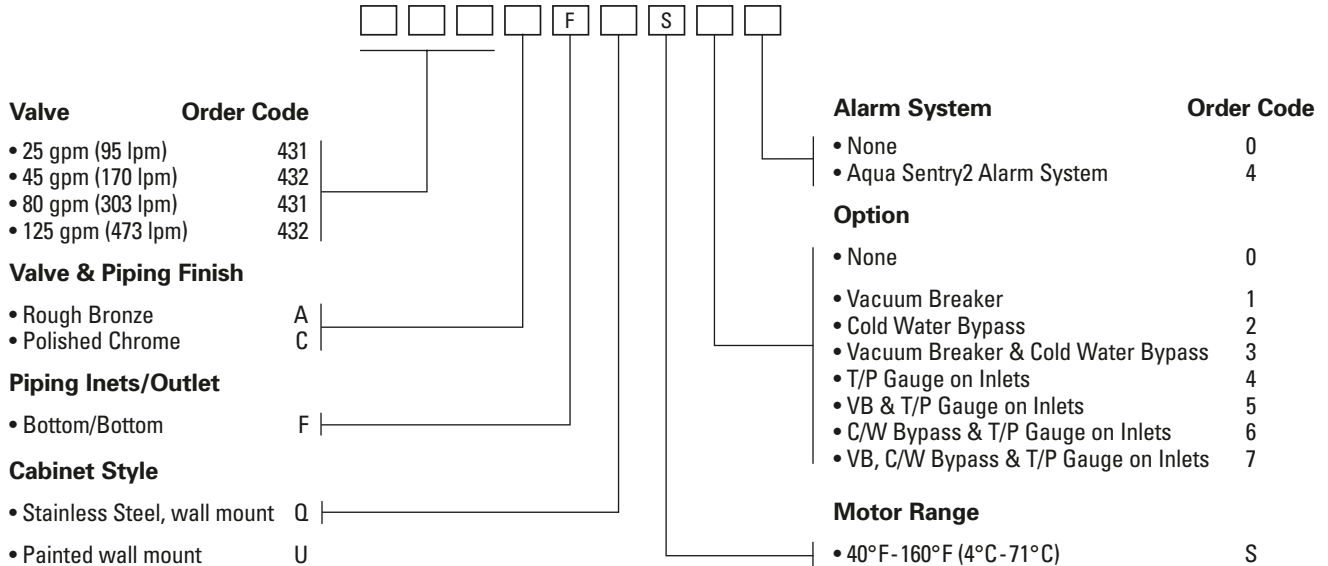 F S
Valve Order Code
• 25 gpm (95 lpm) 431
• 45 gpm (170 lpm) 432
• 80 gpm (303 lpm) 431
• 125 gpm (473 lpm) 432
Valve & Piping Finish
• Rough Bronze A
• Polished Chrome C
Piping Inets/Outlet
• Bottom/Bottom F
Cabinet Style
• Stainless Steel, wall mount Q
• Painted wall mount U
Alarm System Order Code
• None 0
• Aqua Sentry2 Alarm System 4
Option
• None 0
• Vacuum Breaker 1
• Cold Water Bypass 2
• Vacuum Breaker & Cold Water Bypass 3
• T/P Gauge on Inlets 4
• VB & T/P Gauge on Inlets 5
• C/W Bypass & T/P Gauge on Inlets 6
• VB, C/W Bypass & T/P Gauge on Inlets 7
Motor Range
• 40°F-160°F (4°C-71°C) S